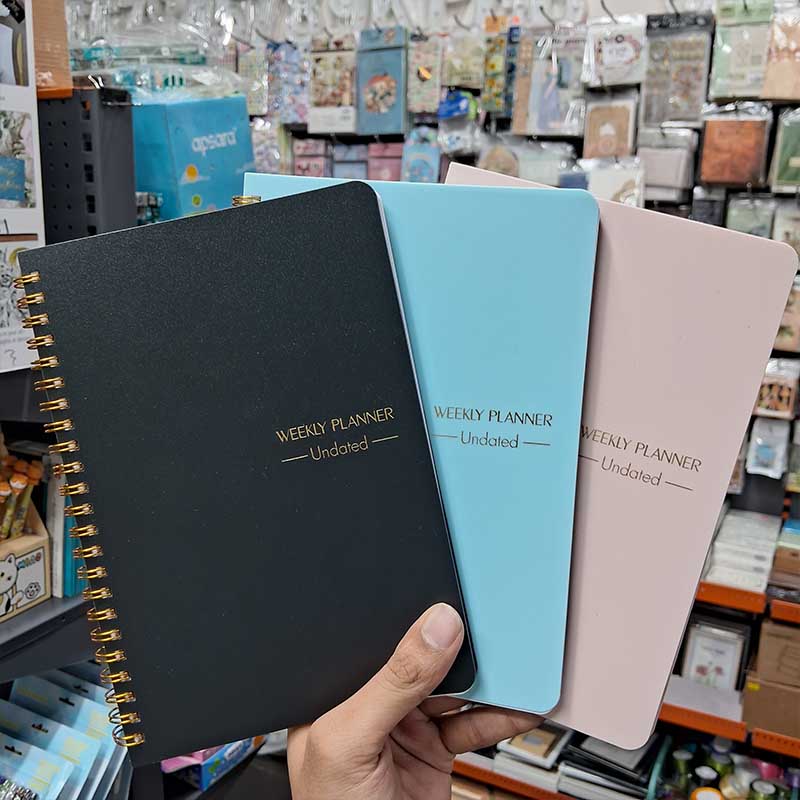 apsara
WEEKLY PLANNER
— Undated —
WEEKLY PLANNER
— Undated —
WEEKLY PLANNER
— Undated —